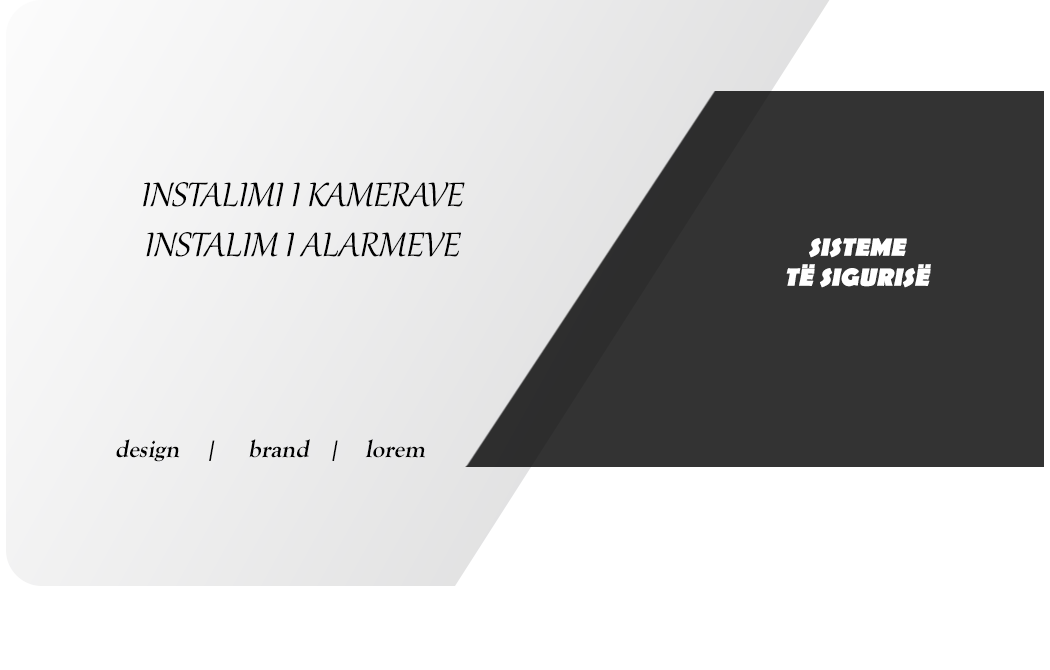 INSTALIMI I KAMERAVE
INSTALIM I ALARMEVE
SISTEME
TË SIGURISË
design | brand | lorem